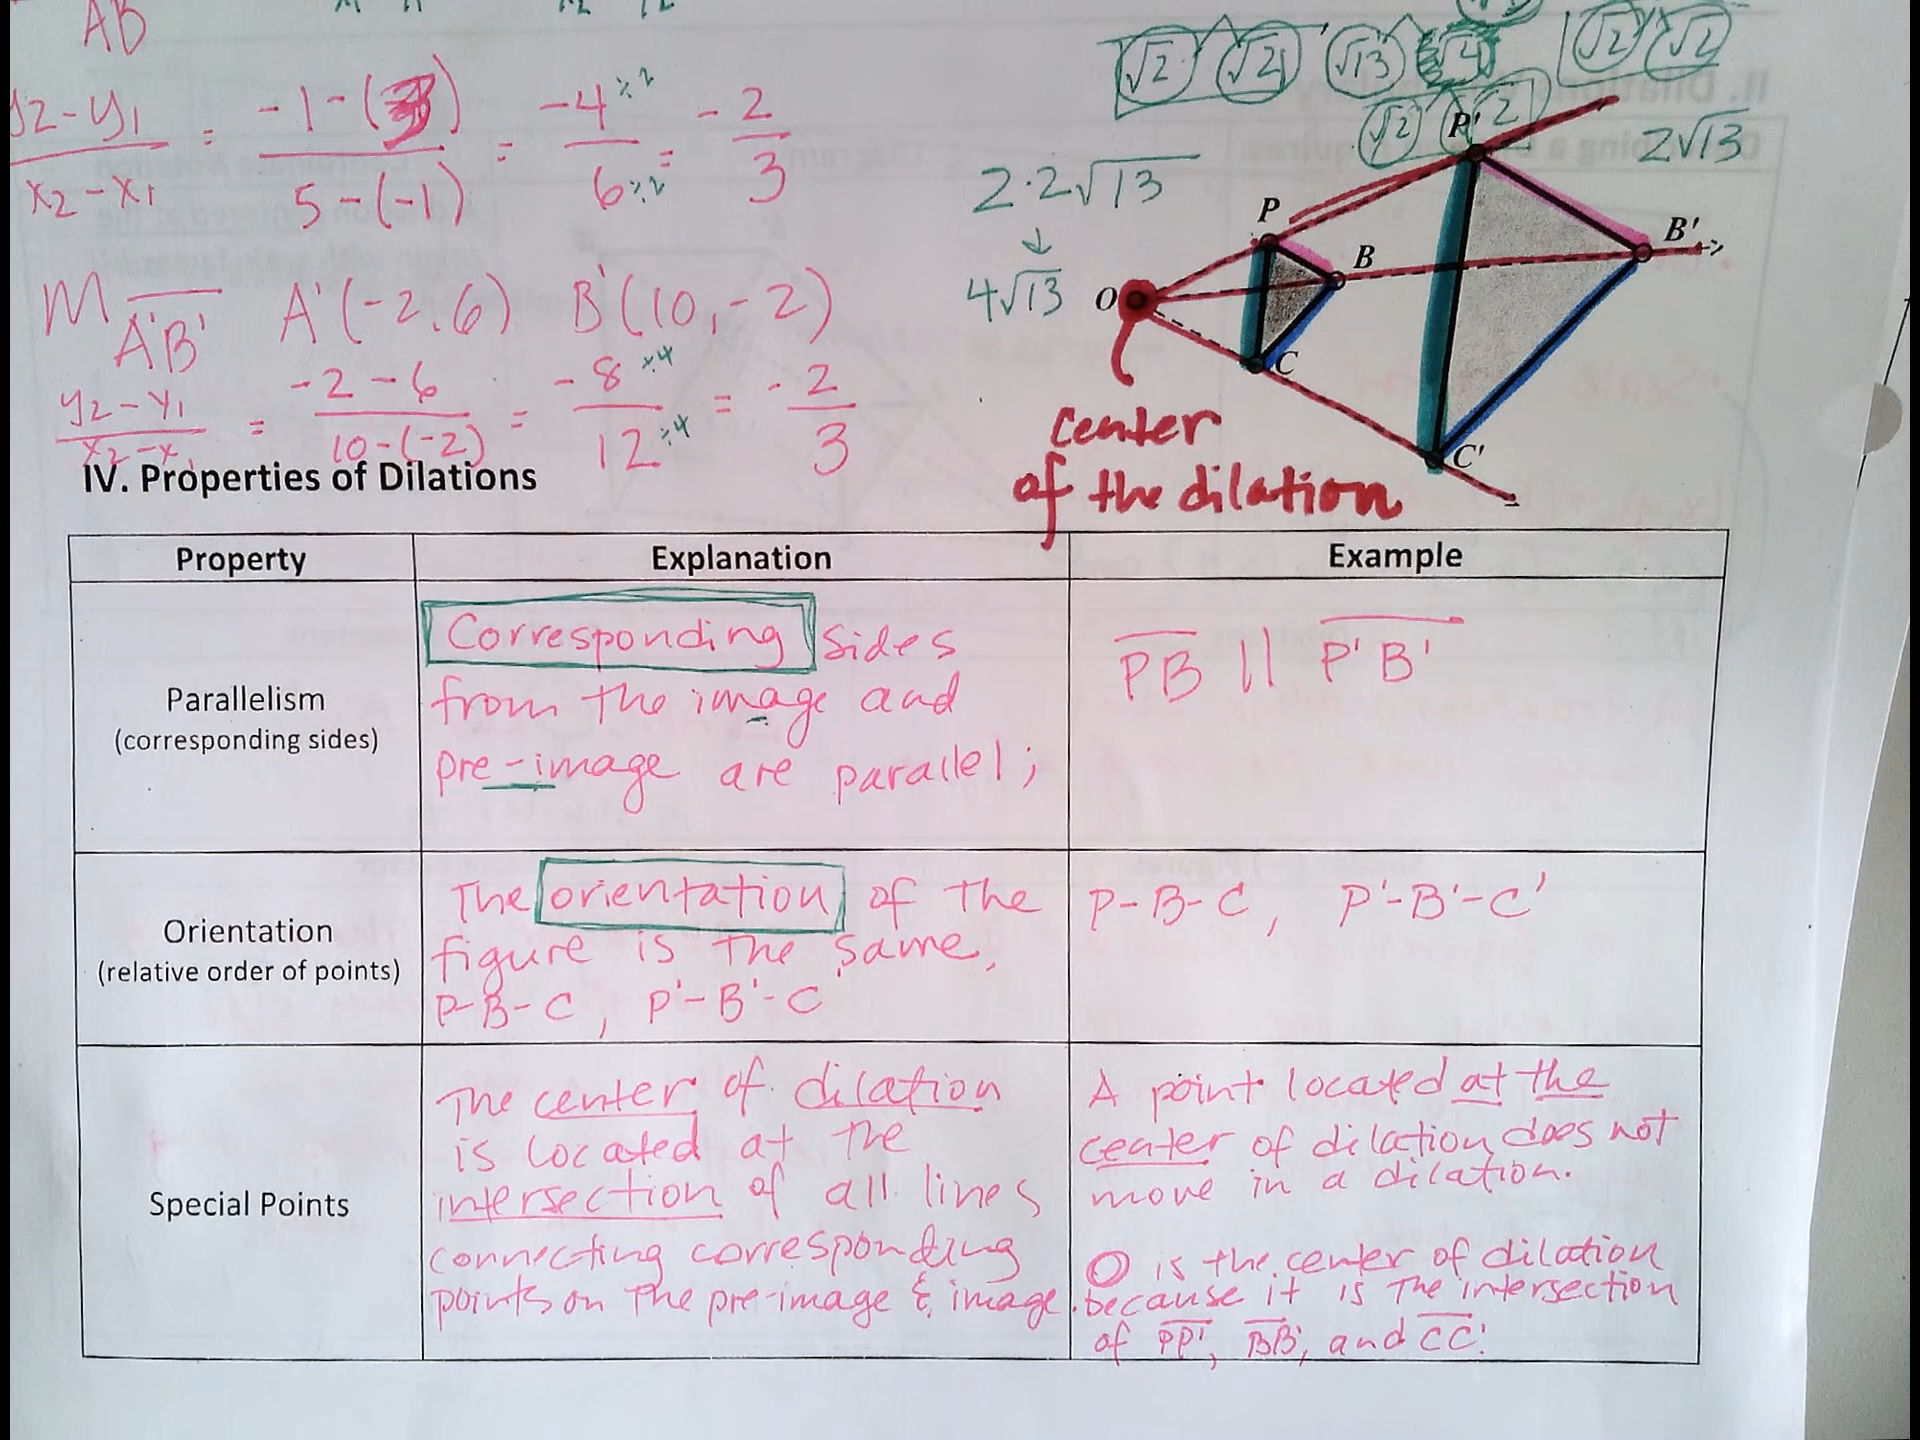 AB
y2-y1 / x2-x1 = -1-(3) / 5-(-1) = -4 ÷2 / 6 ÷2 = -2/3
√2 √2 √13 √2 √2
√2 √2
2√13
2·2√13
↓
4√13
P P' B B' O C C'
center
of the dilation
M A'B' A'(-2,6) B'(10,-2)
y2-y1 / x2-x1 = -2-6 / 10-(-2) = -8 ÷4 / 12 ÷4 = -2/3
IV. Properties of Dilations
Property Explanation Example
Parallelism
(corresponding sides)
Corresponding sides
from the image and
pre-image are parallel;
PB || P'B'
Orientation
(relative order of points)
The orientation of the
figure is the same,
P-B-C, P'-B'-C'
P-B-C, P'-B'-C'
Special Points
The center of dilation
is located at the
intersection of all lines
connecting corresponding
points on the pre-image & image.
A point located at the
center of dilation does not
move in a dilation.
O is the center of dilation
because it is the intersection
of PP', BB', and CC'.